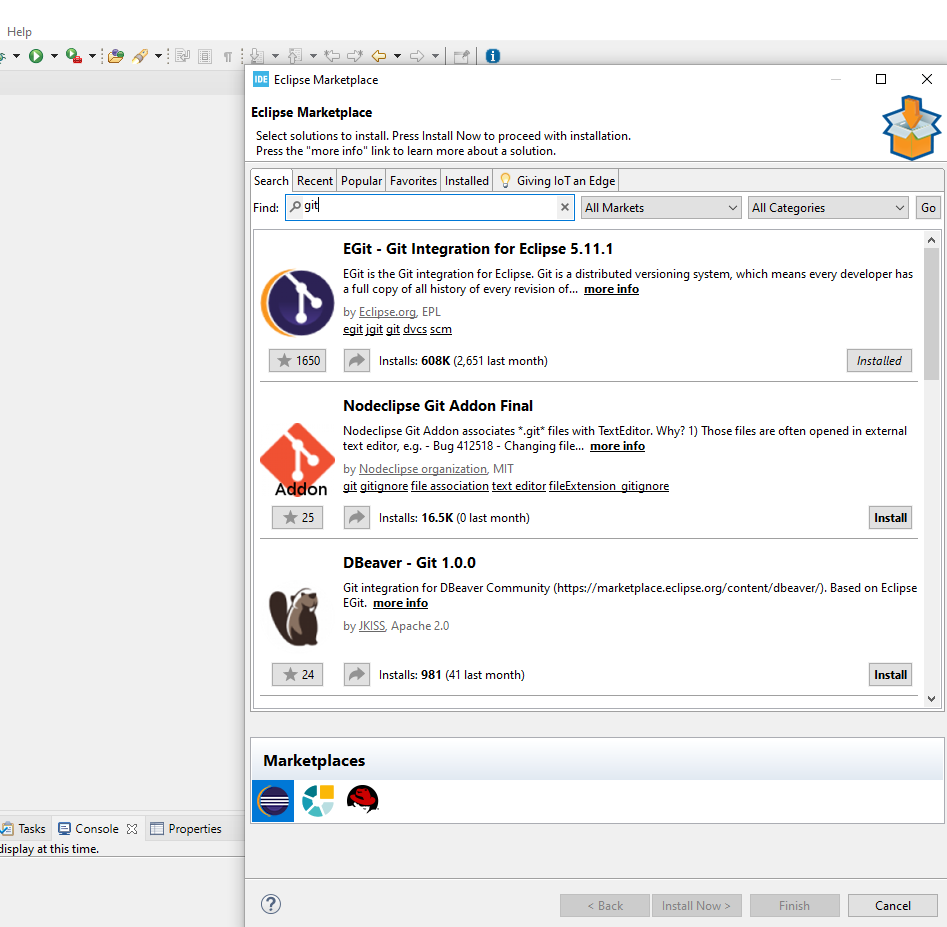 Help
IDE Eclipse Marketplace
Eclipse Marketplace
Select solutions to install. Press Install Now to proceed with installation.
Press the "more info" link to learn more about a solution.
Search Recent Popular Favorites Installed Giving IoT an Edge
Find: git All Markets All Categories Go
EGit - Git Integration for Eclipse 5.11.1
EGit is the Git integration for Eclipse. Git is a distributed versioning system, which means every developer has
a full copy of all history of every revision of... more info
by Eclipse.org, EPL
egit jgit git dvcs scm
1650 Installs: 608K (2,651 last month) Installed
Nodeclipse Git Addon Final
Nodeclipse Git Addon associates *.git* files with TextEditor. Why? 1) Those files are often opened in external
text editor, e.g. - Bug 412518 - Changing file... more info
by Nodeclipse organization, MIT
Addon
git gitignore file association text editor fileExtension_gitignore
25 Installs: 16.5K (0 last month) Install
DBeaver - Git 1.0.0
Git integration for DBeaver Community (https://marketplace.eclipse.org/content/dbeaver/). Based on Eclipse
EGit. more info
by JKISS, Apache 2.0
24 Installs: 981 (41 last month) Install
Marketplaces
Tasks Console Properties
display at this time.
? < Back Install Now > Finish Cancel